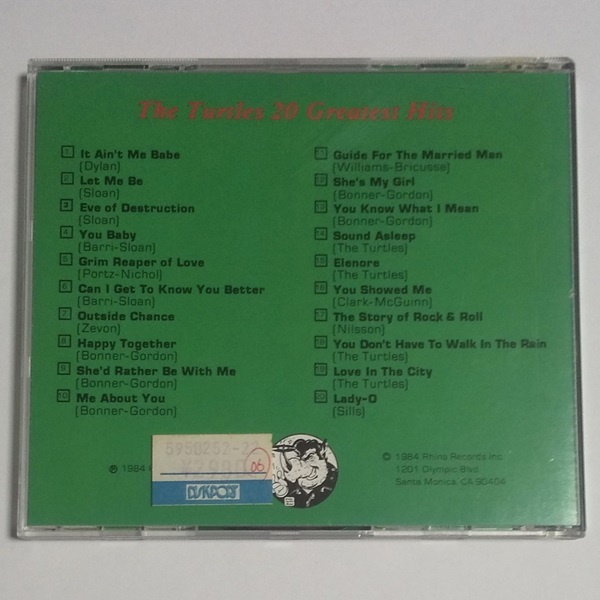 The Turtles 20 Greatest Hits
1 It Ain't Me Babe
(Dylan)
2 Let Me Be
(Sloan)
3 Eve of Destruction
(Sloan)
4 You Baby
(Barri-Sloan)
5 Grim Reaper of Love
(Portz-Nichol)
6 Can I Get To Know You Better
(Barri-Sloan)
7 Outside Chance
(Zevon)
8 Happy Together
(Bonner-Gordon)
9 She'd Rather Be With Me
(Bonner-Gordon)
10 Me About You
(Bonner-Gordon)
11 Guide For The Married Man
(Williams-Bricusse)
12 She's My Girl
(Bonner-Gordon)
13 You Know What I Mean
(Bonner-Gordon)
14 Sound Asleep
(The Turtles)
15 Elenore
(The Turtles)
16 You Showed Me
(Clark-McGuinn)
17 The Story of Rock & Roll
(Nilsson)
18 You Don't Have To Walk In The Rain
(The Turtles)
19 Love In The City
(The Turtles)
20 Lady-O
(Sills)
℗ 1984
06
DISKPORT
© 1984 Rhino Records Inc.
1201 Olympic Blvd.
Santa Monica, CA 90404